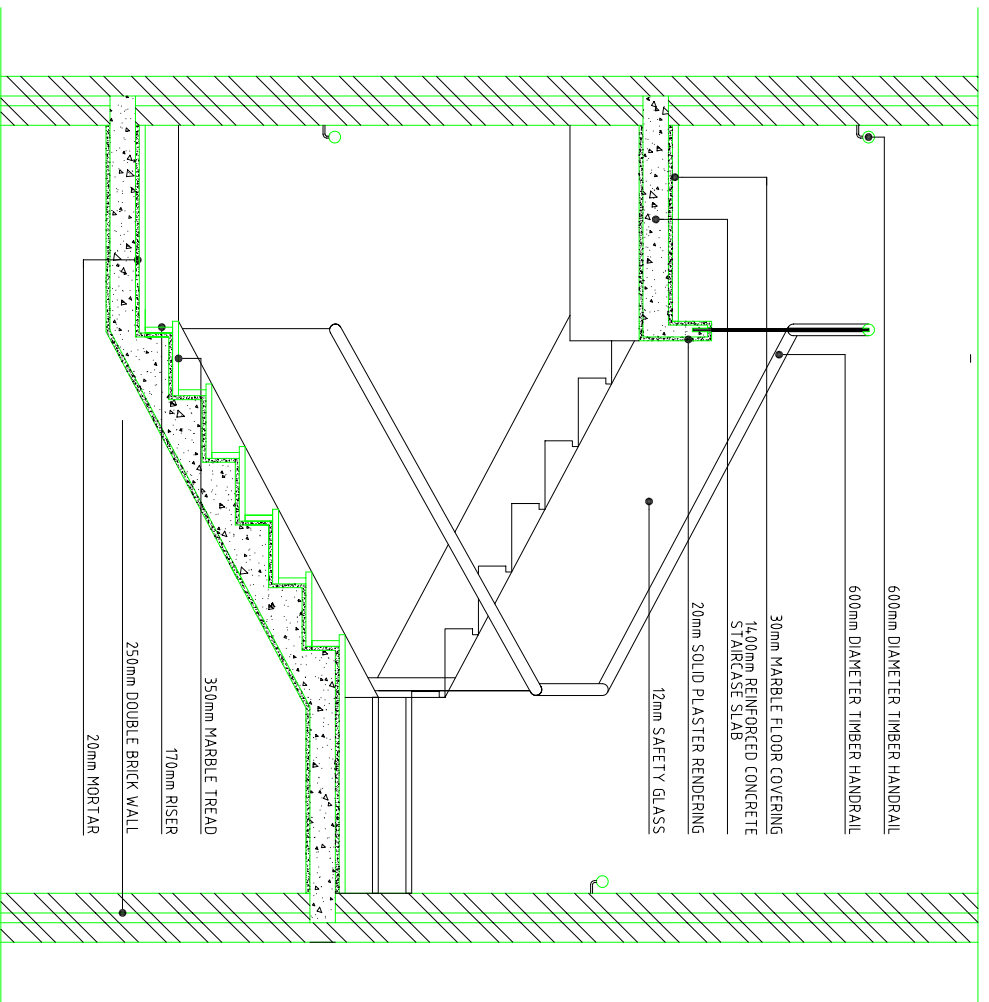 600mm DIAMETER TIMBER HANDRAIL
600mm DIAMETER TIMBER HANDRAIL
30mm MARBLE FLOOR COVERING
1400mm REINFORCED CONCRETE
STAIRCASE SLAB
20mm SOLID PLASTER RENDERING
12mm SAFETY GLASS
350mm MARBLE TREAD
170mm RISER
250mm DOUBLE BRICK WALL
20mm MORTAR